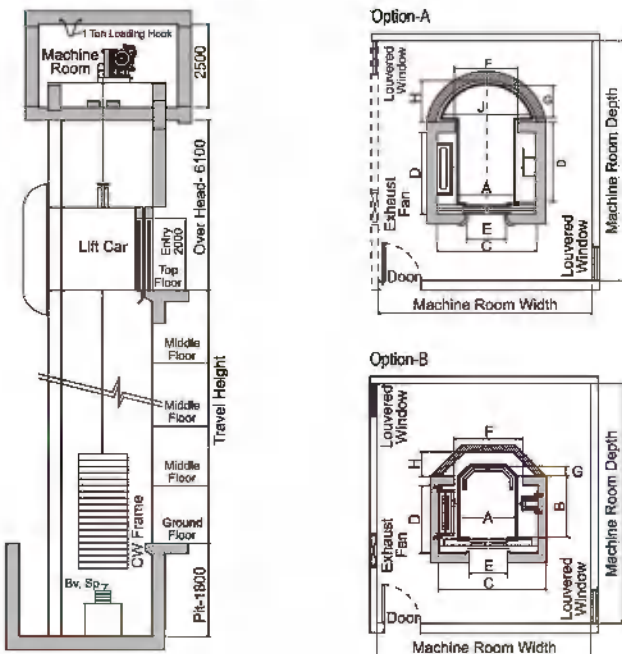 1 Ton Loading Hook
Machine
Room
2500
Over Head- 6100
Lift Car
Entry
2000
Top
Floor
Middle
Floor
Middle
Floor
Middle
Floor
Ground
Floor
Travel Height
CW Frame
Bv, Sp
Pit-1800
Option-A
Louvered
Window
F
H
G
J
D
D
A
E
C
Exhaust
Fan
Door
Louvered
Window
Machine Room Depth
Machine Room Width
Option-B
Louvered
Window
F
H
G
D
B
A
E
C
Exhaust
Fan
Door
Louvered
Window
Machine Room Depth
Machine Room Width